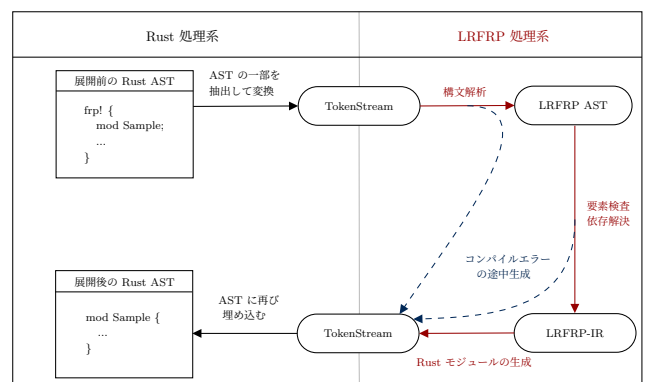 Rust 処理系
LRFRP 処理系
展開前の Rust AST
frp! {
mod Sample;
...
}
AST の一部を
抽出して変換
TokenStream
構文解析
LRFRP AST
要素検査
依存解決
コンパイルエラー
の途中生成
展開後の Rust AST
mod Sample {
...
}
AST に再び
埋め込む
TokenStream
LRFRP-IR
Rust モジュールの生成